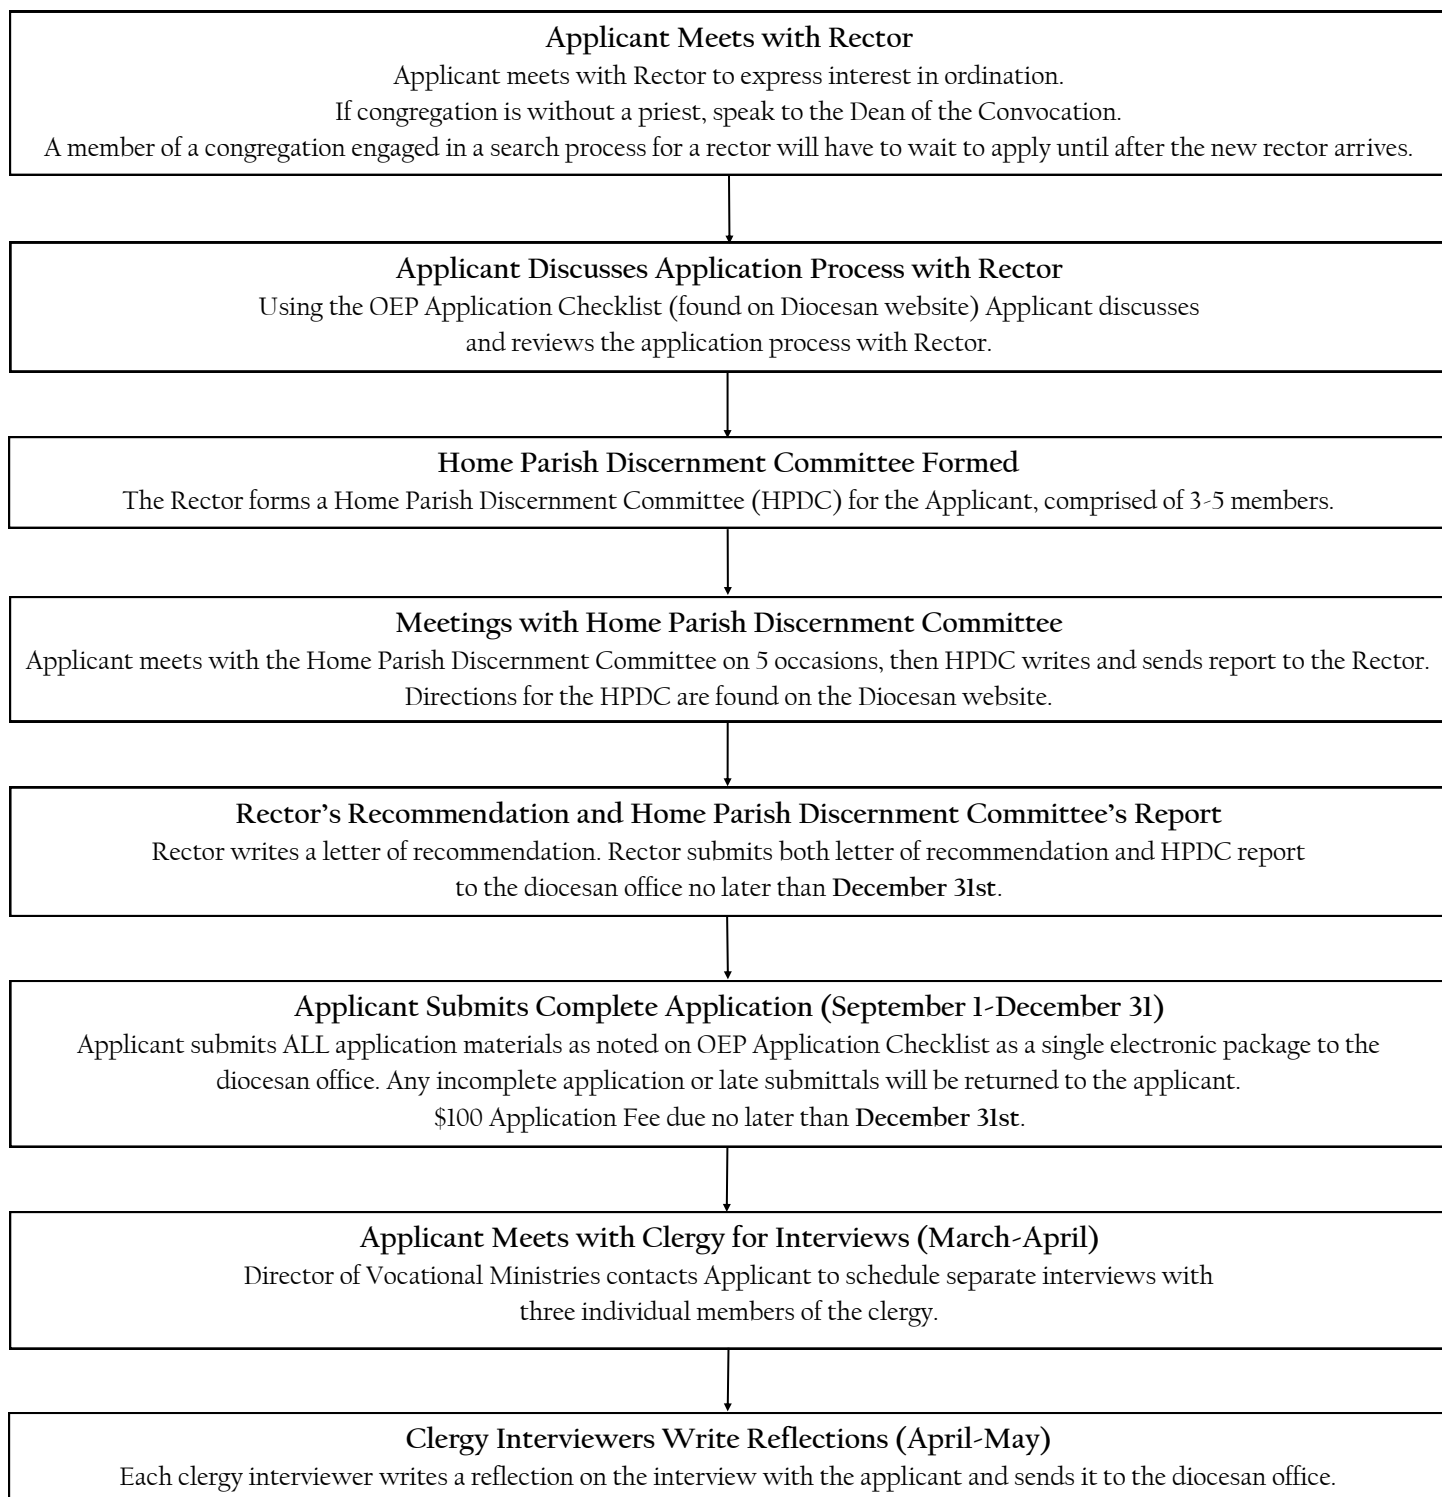 Applicant Meets with Rector
Applicant meets with Rector to express interest in ordination.
If congregation is without a priest, speak to the Dean of the Convocation.
A member of a congregation engaged in a search process for a rector will have to wait to apply until after the new rector arrives.
Applicant Discusses Application Process with Rector
Using the OEP Application Checklist (found on Diocesan website) Applicant discusses
and reviews the application process with Rector.
Home Parish Discernment Committee Formed
The Rector forms a Home Parish Discernment Committee (HPDC) for the Applicant, comprised of 3-5 members.
Meetings with Home Parish Discernment Committee
Applicant meets with the Home Parish Discernment Committee on 5 occasions, then HPDC writes and sends report to the Rector.
Directions for the HPDC are found on the Diocesan website.
Rector’s Recommendation and Home Parish Discernment Committee’s Report
Rector writes a letter of recommendation. Rector submits both letter of recommendation and HPDC report
to the diocesan office no later than December 31st.
Applicant Submits Complete Application (September 1-December 31)
Applicant submits ALL application materials as noted on OEP Application Checklist as a single electronic package to the
diocesan office. Any incomplete application or late submittals will be returned to the applicant.
$100 Application Fee due no later than December 31st.
Applicant Meets with Clergy for Interviews (March-April)
Director of Vocational Ministries contacts Applicant to schedule separate interviews with
three individual members of the clergy.
Clergy Interviewers Write Reflections (April-May)
Each clergy interviewer writes a reflection on the interview with the applicant and sends it to the diocesan office.